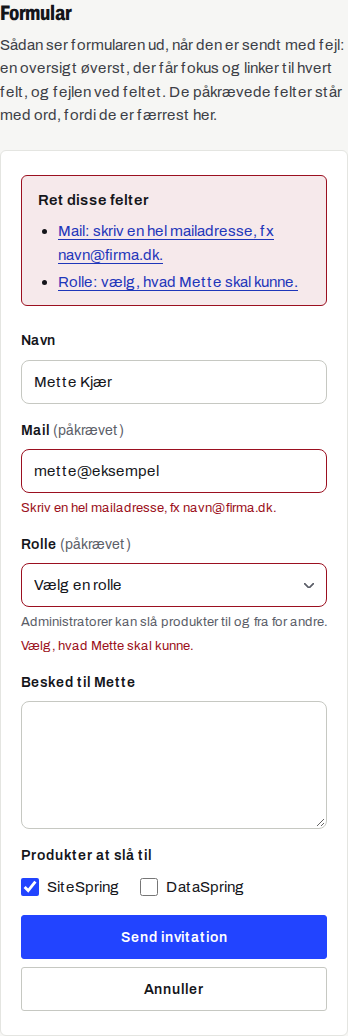 Formular
Sådan ser formularen ud, når den er sendt med fejl:
en oversigt øverst, der får fokus og linker til hvert
felt, og fejlen ved feltet. De påkrævede felter står
med ord, fordi de er færrest her.
Ret disse felter
Mail: skriv en hel mailadresse, fx
navn@firma.dk.
Rolle: vælg, hvad Mette skal kunne.
Navn
Mette Kjær
Mail (påkrævet)
mette@eksempel
Skriv en hel mailadresse, fx navn@firma.dk.
Rolle (påkrævet)
Vælg en rolle
Administratorer kan slå produkter til og fra for andre.
Vælg, hvad Mette skal kunne.
Besked til Mette
Produkter at slå til
SiteSpring DataSpring
Send invitation
Annuller